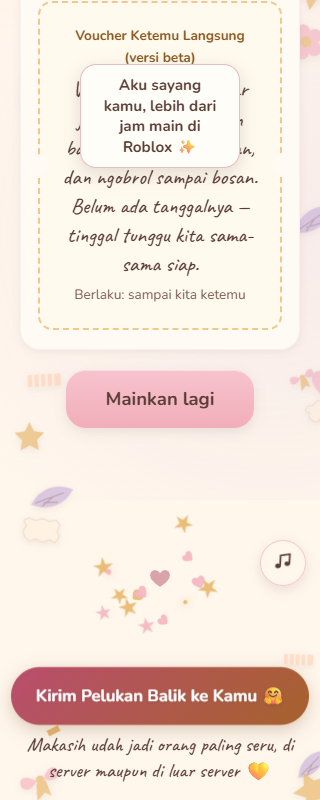 Voucher Ketemu Langsung
(versi beta)
Aku sayang
kamu, lebih dari
jam main di
Roblox ✨
dan ngobrol sampai bosan.
Belum ada tanggalnya —
tinggal tunggu kita sama-
sama siap.
Berlaku: sampai kita ketemu
Mainkan lagi
Kirim Pelukan Balik ke Kamu 🤗
Makasih udah jadi orang paling seru, di
server maupun di luar server 🧡